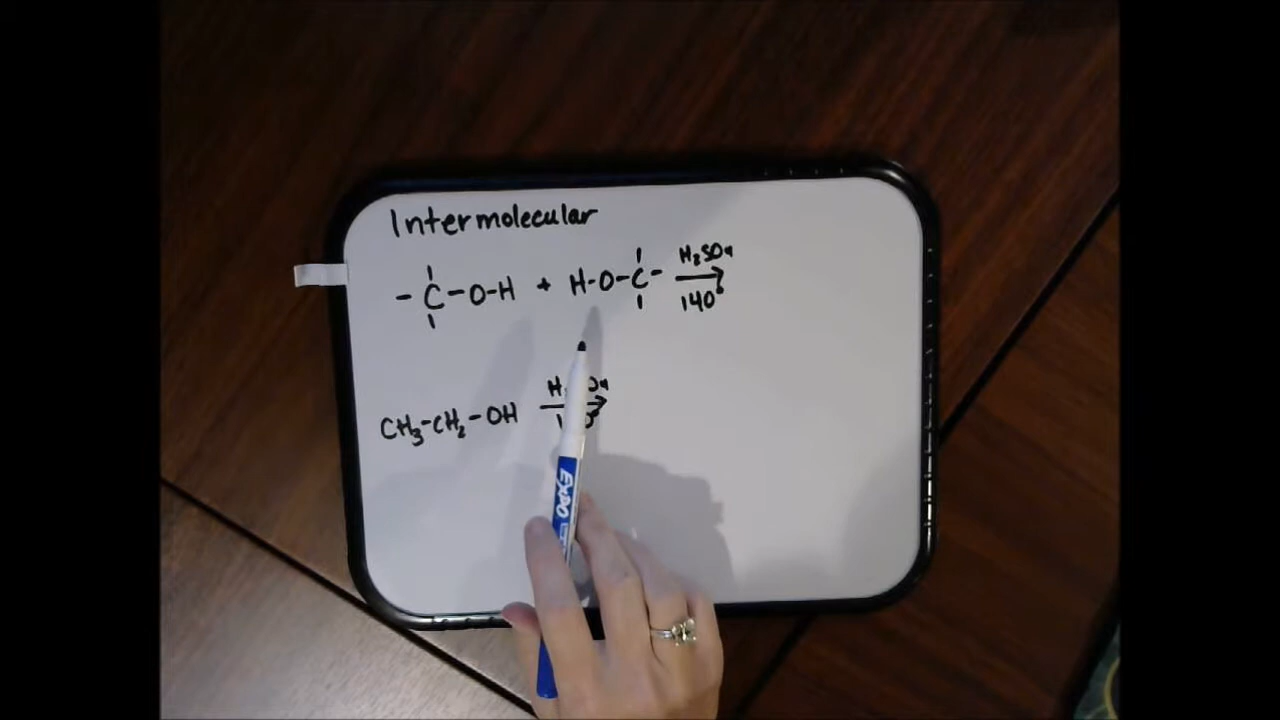 Intermolecular
H₂SO₄
-C-O-H + H-O-C- →
140°
CH₃-CH₂-OH →
EXPO